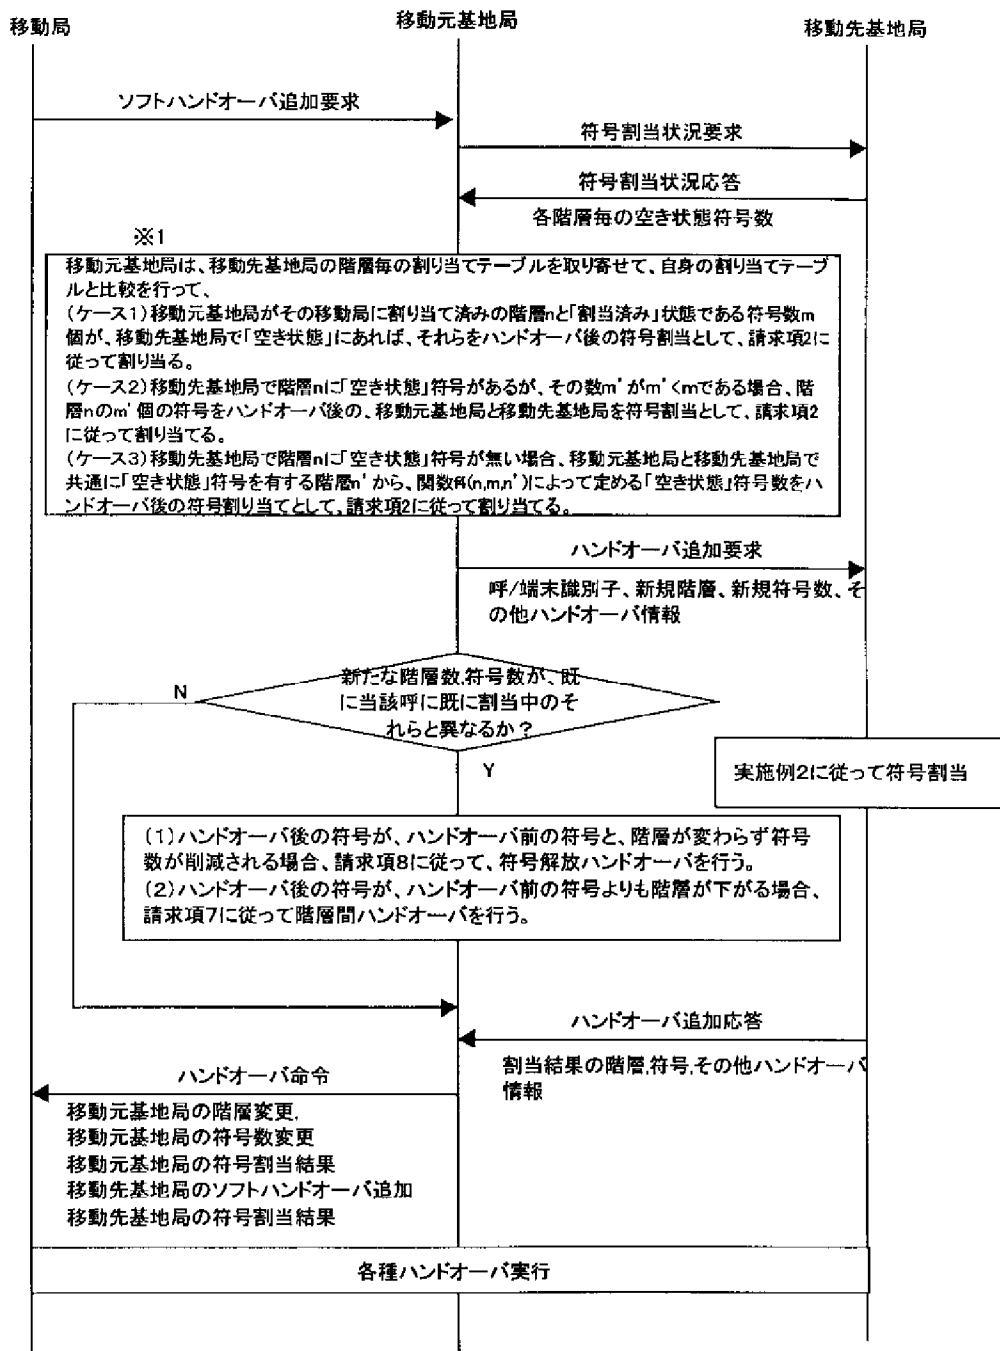 移動局
移動元基地局
移動先基地局
ソフトハンドオーバ追加要求
符号割当状況要求
符号割当状況応答
各階層毎の空き状態符号数
※1
移動元基地局は、移動先基地局の階層毎の割り当てテーブルを取り寄せて、自身の割り当てテーブ
ルと比較を行って、
(ケース1)移動元基地局がその移動局に割り当て済みの階層nと「割当済み」状態である符号数m
個が、移動先基地局で「空き状態」にあれば、それらをハンドオーバ後の符号割当として、請求項2に
従って割り当る。
(ケース2)移動先基地局で階層nに「空き状態」符号があるが、その数m'がm'<mである場合、階
層nのm'個の符号をハンドオーバ後の、移動元基地局と移動先基地局を符号割当として、請求項2
に従って割り当てる。
(ケース3)移動先基地局で階層nに「空き状態」符号が無い場合、移動元基地局と移動先基地局で
共通に「空き状態」符号を有する階層n'から、関数(n,m,n')によって定める「空き状態」符号数をハ
ンドオーバ後の符号割り当てとして、請求項2に従って割り当てる。
ハンドオーバ追加要求
呼/端末識別子、新規階層、新規符号数、そ
の他ハンドオーバ情報
新たな階層数,符号数が、既
に当該呼に既に割当中のそ
れらと異なるか?
N
Y
実施例2に従って符号割当
(1)ハンドオーバ後の符号が、ハンドオーバ前の符号と、階層が変わらず符号
数が削減される場合、請求項8に従って、符号解放ハンドオーバを行う。
(2)ハンドオーバ後の符号が、ハンドオーバ前の符号よりも階層が下がる場合、
請求項7に従って階層間ハンドオーバを行う。
ハンドオーバ追加応答
割当結果の階層,符号,その他ハンドオーバ
情報
ハンドオーバ命令
移動元基地局の階層変更,
移動元基地局の符号数変更
移動元基地局の符号割当結果
移動先基地局のソフトハンドオーバ追加
移動先基地局の符号割当結果
各種ハンドオーバ実行